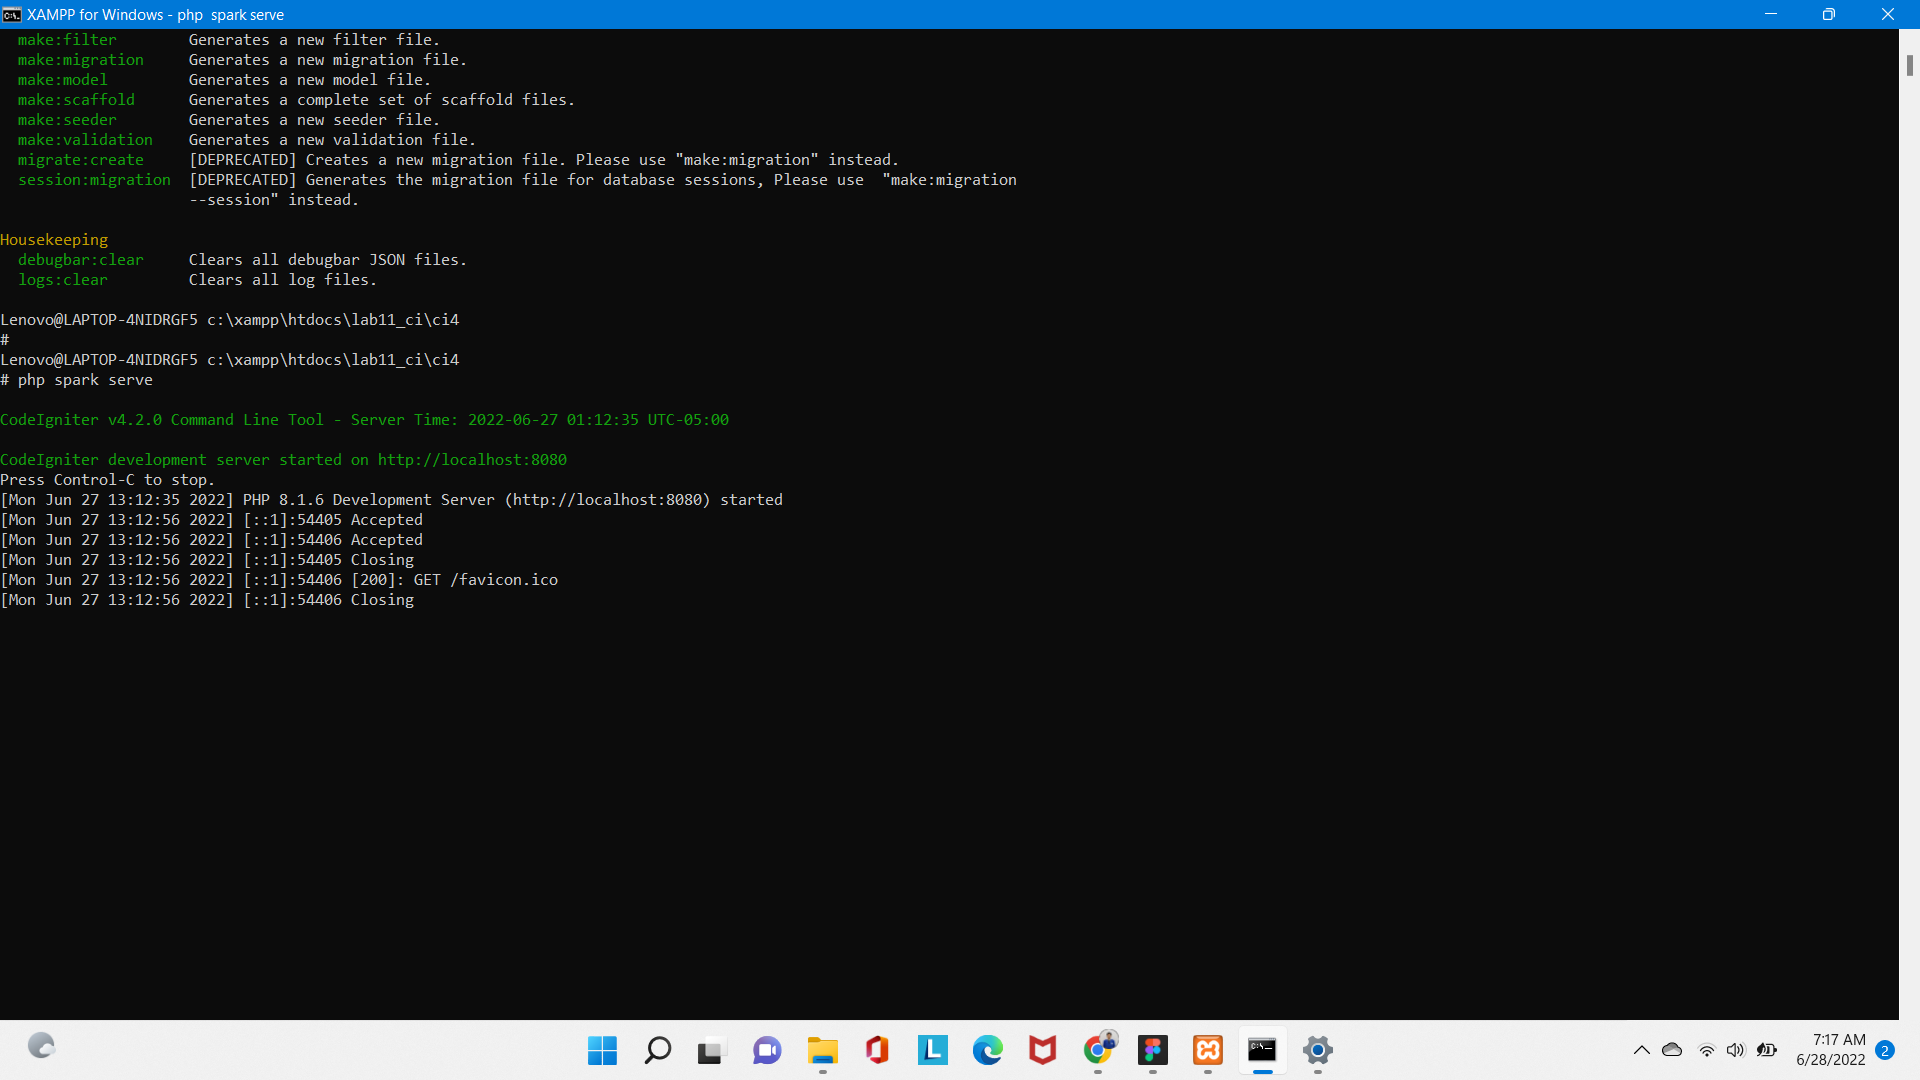 XAMPP for Windows - php  spark serve
make:filter        Generates a new filter file.
make:migration     Generates a new migration file.
make:model         Generates a new model file.
make:scaffold      Generates a complete set of scaffold files.
make:seeder        Generates a new seeder file.
make:validation    Generates a new validation file.
migrate:create     [DEPRECATED] Creates a new migration file. Please use "make:migration" instead.
session:migration  [DEPRECATED] Generates the migration file for database sessions, Please use  "make:migration
--session" instead.
Housekeeping
debugbar:clear     Clears all debugbar JSON files.
logs:clear         Clears all log files.
Lenovo@LAPTOP-4NIDRGF5 c:\xampp\htdocs\lab11_ci\ci4
#
Lenovo@LAPTOP-4NIDRGF5 c:\xampp\htdocs\lab11_ci\ci4
# php spark serve
CodeIgniter v4.2.0 Command Line Tool - Server Time: 2022-06-27 01:12:35 UTC-05:00
CodeIgniter development server started on http://localhost:8080
Press Control-C to stop.
[Mon Jun 27 13:12:35 2022] PHP 8.1.6 Development Server (http://localhost:8080) started
[Mon Jun 27 13:12:56 2022] [::1]:54405 Accepted
[Mon Jun 27 13:12:56 2022] [::1]:54406 Accepted
[Mon Jun 27 13:12:56 2022] [::1]:54405 Closing
[Mon Jun 27 13:12:56 2022] [::1]:54406 [200]: GET /favicon.ico
[Mon Jun 27 13:12:56 2022] [::1]:54406 Closing
7:17 AM
6/28/2022
2